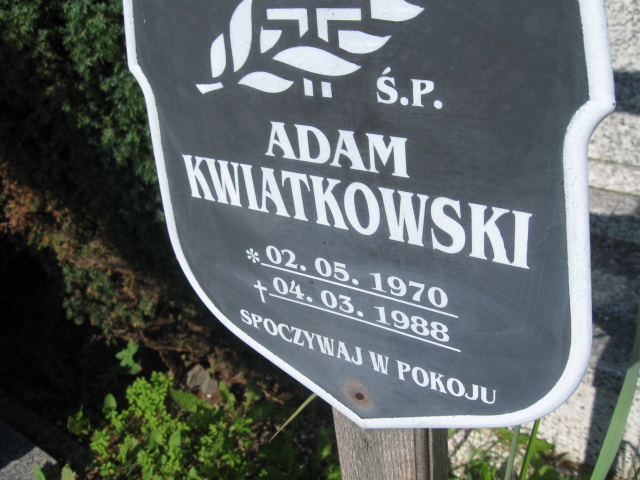 Ś.P.
ADAM
KWIATKOWSKI
* 02. 05. 1970
† 04. 03. 1988
SPOCZYWAJ W POKOJU